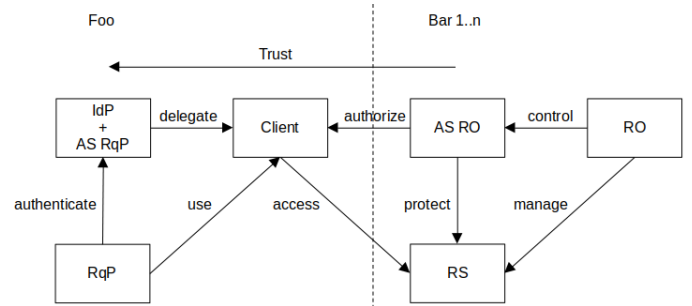 Foo
Bar 1..n
Trust
IdP
+
AS RqP
delegate
Client
authorize
AS RO
control
RO
authenticate
use
access
protect
manage
RqP
RS